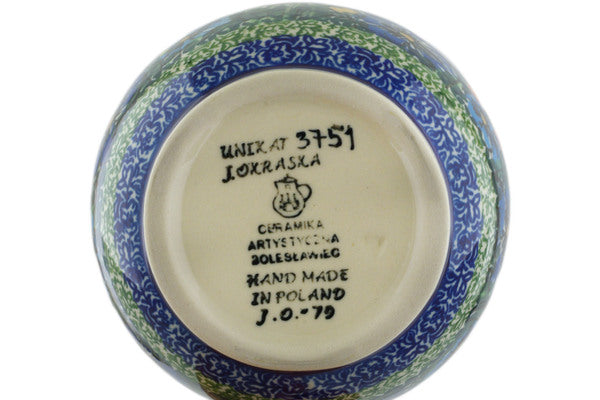 UNIKAT 3751
J.OKRASKA
CERAMIKA
ARTYSTYCZNA
BOLESŁAWIEC
HAND MADE
IN POLAND
J.O.-79